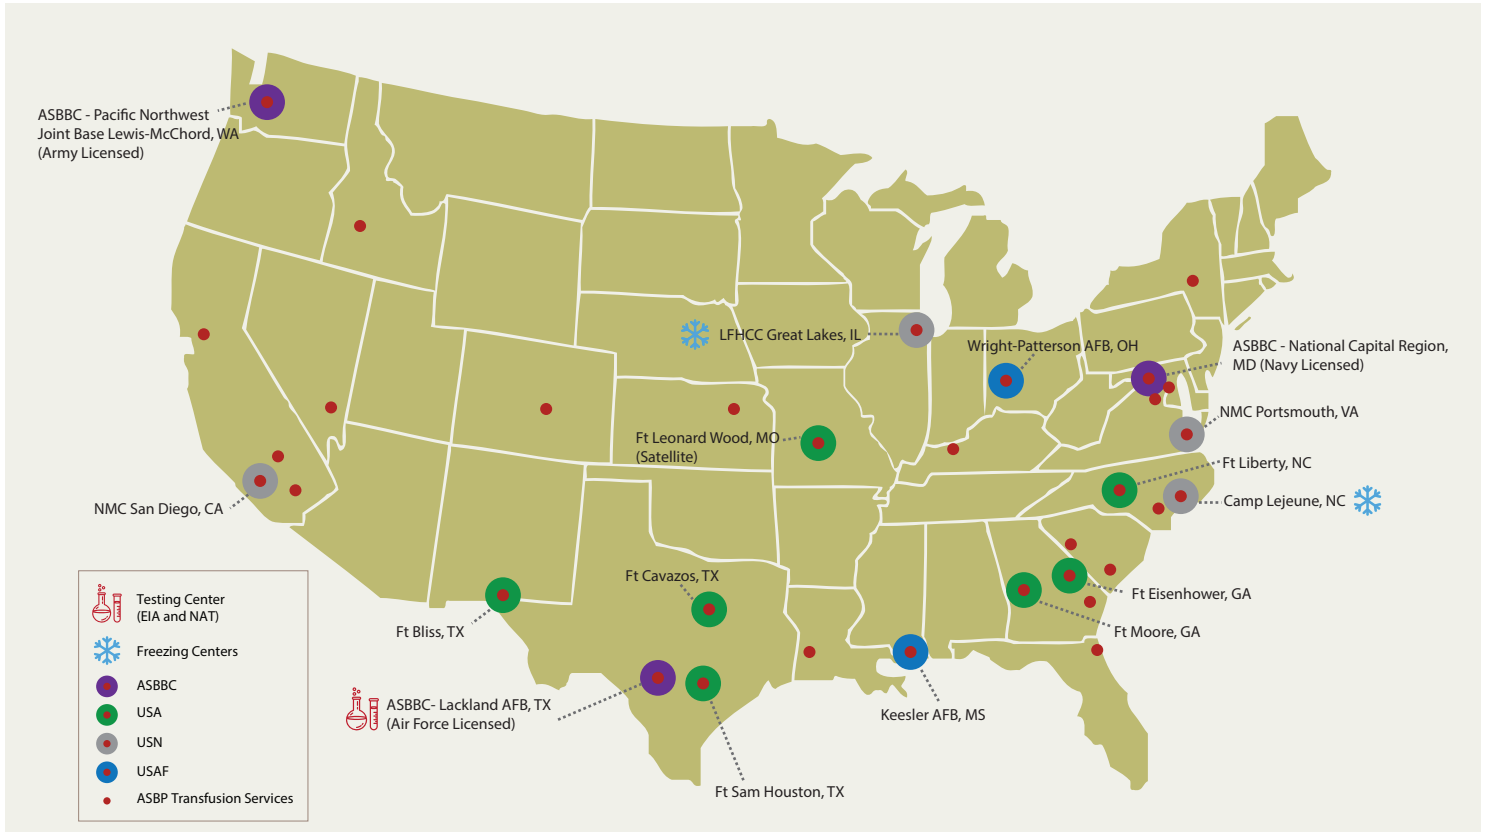 ASBBC - Pacific Northwest
Joint Base Lewis-McChord, WA
(Army Licensed)
LFHCC Great Lakes, IL
Wright-Patterson AFB, OH
ASBBC - National Capital Region,
MD (Navy Licensed)
NMC Portsmouth, VA
Ft Leonard Wood, MO
(Satellite)
Ft Liberty, NC
Camp Lejeune, NC
NMC San Diego, CA
Ft Cavazos, TX
Ft Eisenhower, GA
Ft Bliss, TX
Ft Moore, GA
ASBBC- Lackland AFB, TX
(Air Force Licensed)
Keesler AFB, MS
Ft Sam Houston, TX
Testing Center
(EIA and NAT)
Freezing Centers
ASBBC
USA
USN
USAF
ASBP Transfusion Services